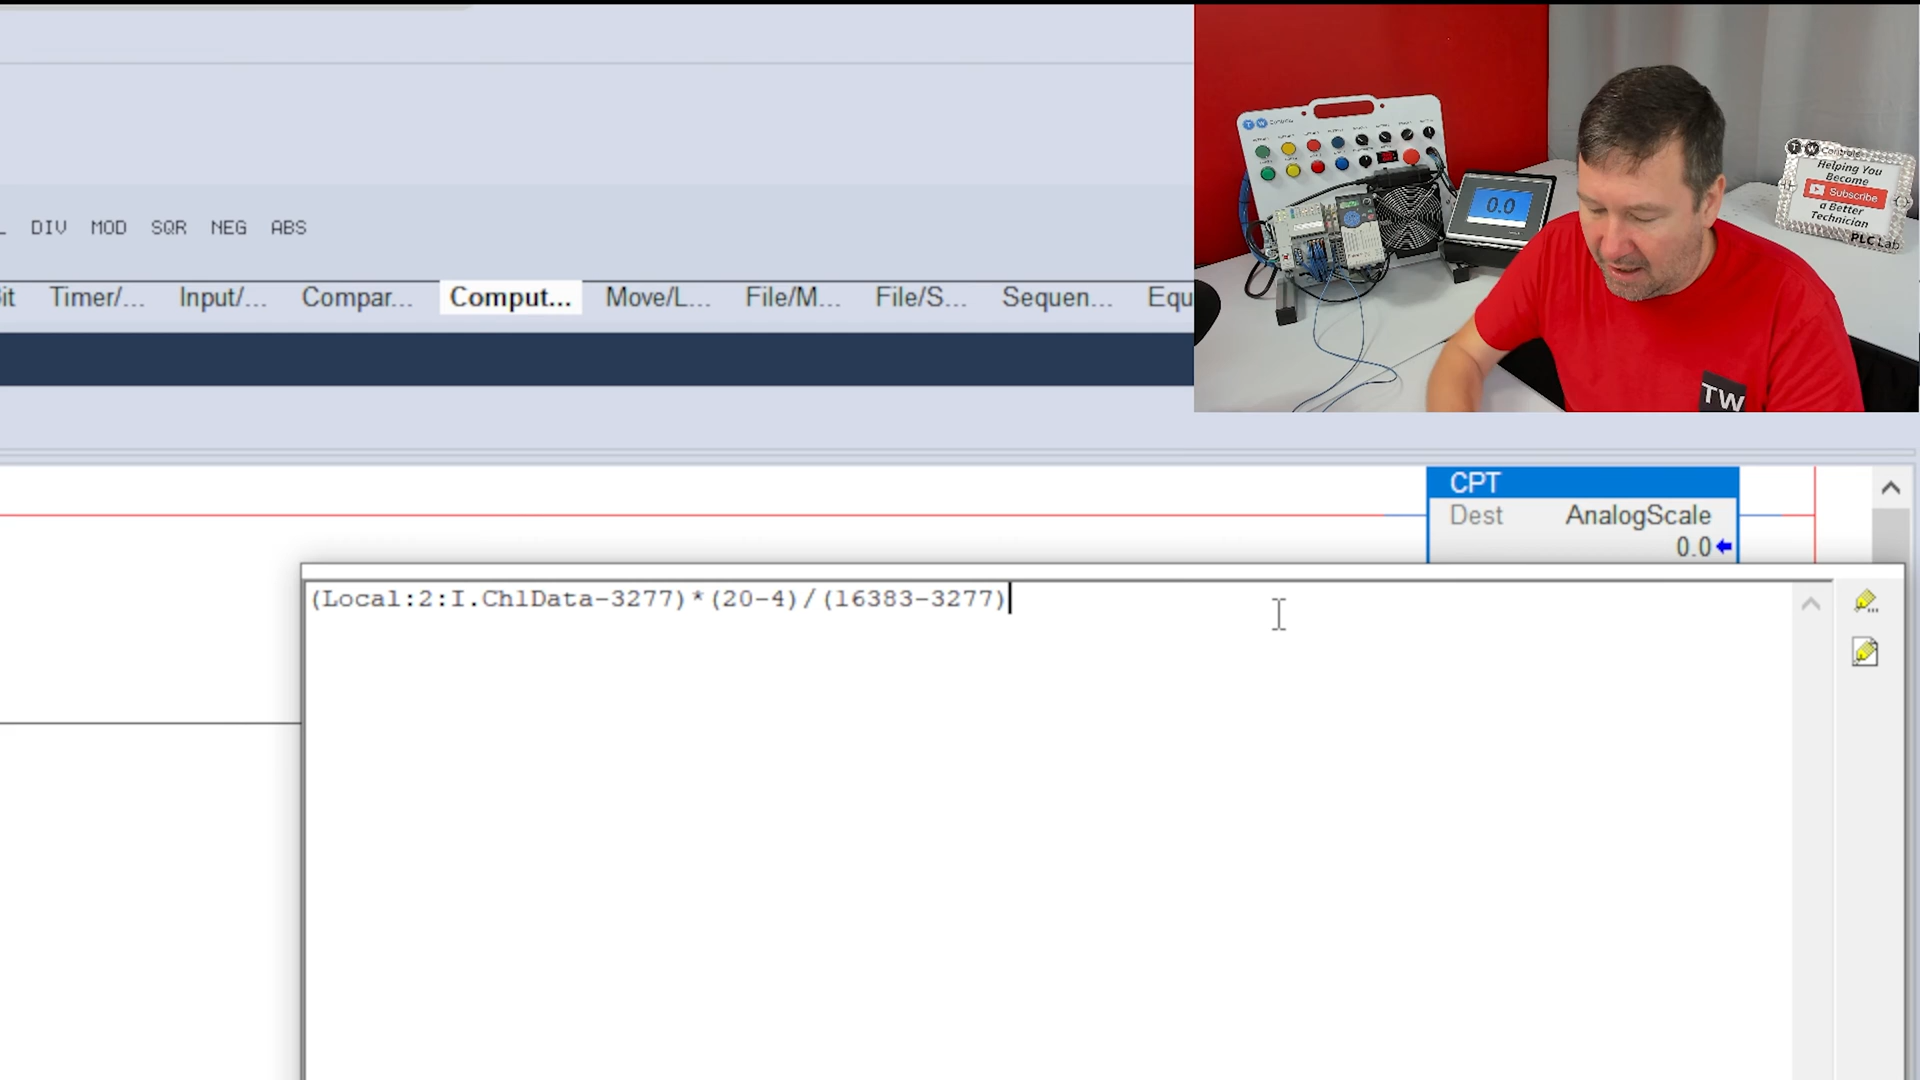 DIV MOD SQR NEG ABS
Timer/... Input/... Compar... Comput... Move/L... File/M... File/S... Sequen... Equ
CPT
Dest AnalogScale
0.0
(Local:2:I.Ch1Data-3277)*(20-4)/(16383-3277)
T W
0.0
TW
T W Controls
Helping You
Become
Subscribe
a Better
Technician
PLC Lab